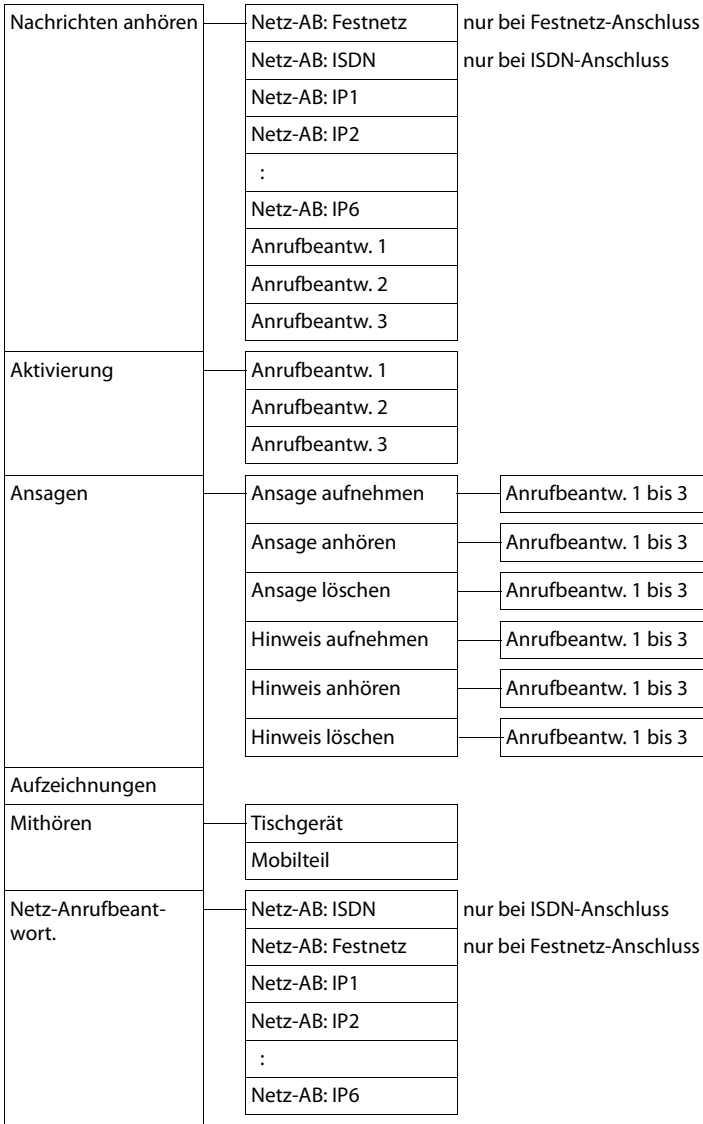 Nachrichten anhören Netz-AB: Festnetz nur bei Festnetz-Anschluss
Netz-AB: ISDN nur bei ISDN-Anschluss
Netz-AB: IP1
Netz-AB: IP2
:
Netz-AB: IP6
Anrufbeantw. 1
Anrufbeantw. 2
Anrufbeantw. 3
Aktivierung Anrufbeantw. 1
Anrufbeantw. 2
Anrufbeantw. 3
Ansagen Ansage aufnehmen Anrufbeantw. 1 bis 3
Ansage anhören Anrufbeantw. 1 bis 3
Ansage löschen Anrufbeantw. 1 bis 3
Hinweis aufnehmen Anrufbeantw. 1 bis 3
Hinweis anhören Anrufbeantw. 1 bis 3
Hinweis löschen Anrufbeantw. 1 bis 3
Aufzeichnungen
Mithören Tischgerät
Mobilteil
Netz-Anrufbeant- Netz-AB: ISDN nur bei ISDN-Anschluss
wort.
Netz-AB: Festnetz nur bei Festnetz-Anschluss
Netz-AB: IP1
Netz-AB: IP2
:
Netz-AB: IP6